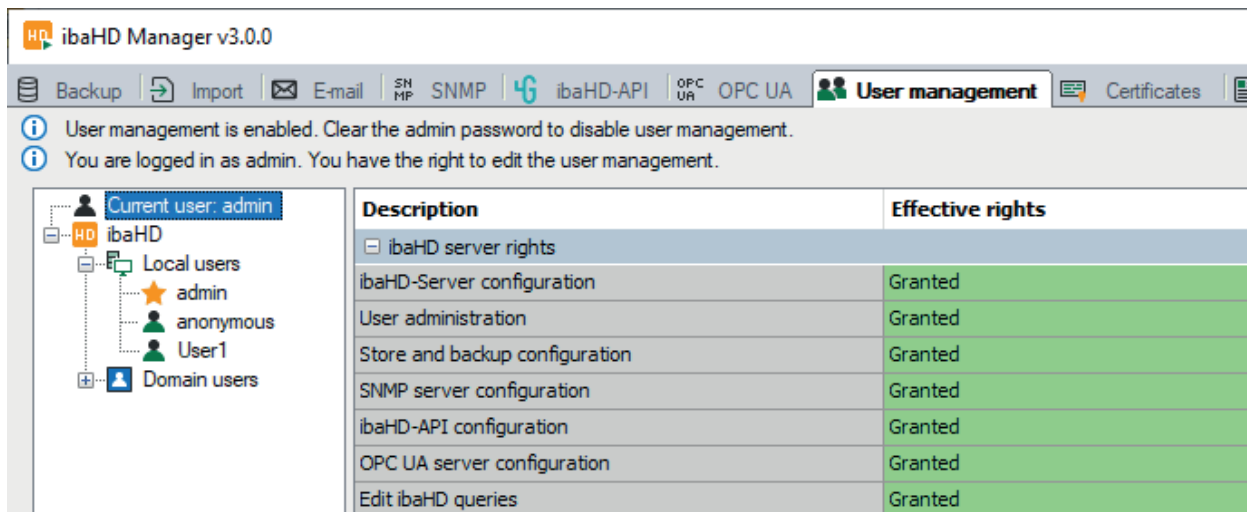 HD ibaHD Manager v3.0.0
Backup Import E-mail SN MP SNMP ibaHD-API OPC UA OPC UA User management Certificates
User management is enabled. Clear the admin password to disable user management.
You are logged in as admin. You have the right to edit the user management.
Current user: admin
HD ibaHD
Local users
admin
anonymous
User1
Domain users
Description Effective rights
ibaHD server rights
ibaHD-Server configuration Granted
User administration Granted
Store and backup configuration Granted
SNMP server configuration Granted
ibaHD-API configuration Granted
OPC UA server configuration Granted
Edit ibaHD queries Granted